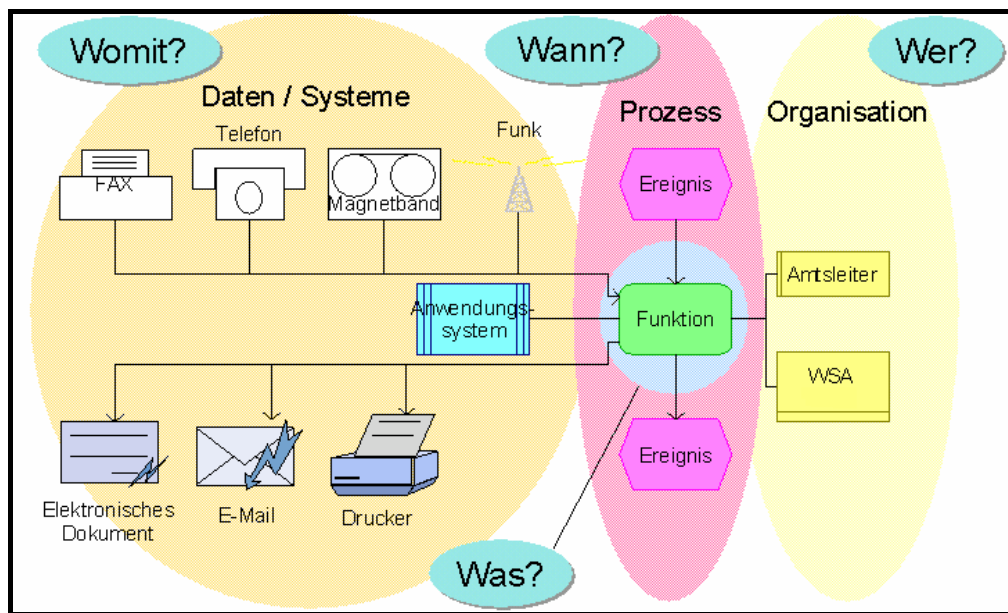 Womit?
Wann?
Wer?
Daten / Systeme
Prozess
Organisation
Telefon
Funk
FAX
Magnetband
Ereignis
Amtsleiter
Anwendungs-
system
Funktion
WSA
Ereignis
Elektronisches
Dokument
E-Mail
Drucker
Was?